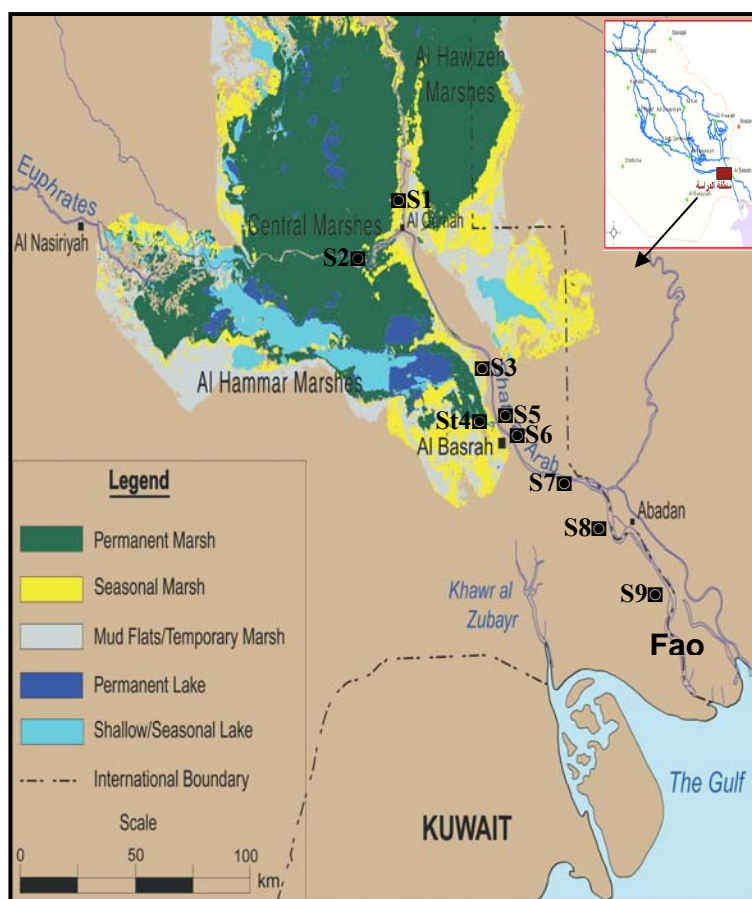 Al Hawizeh
Marshes
Euphrates
Al Nasiriyah
S1
Central Marshes
Al Qurnah
S2
منطقة الدراسة
S3
Al Hammar Marshes
Shatt
S5
St4
S6
Arab
Al Basrah
S7
Abadan
S8
Khawr al
Zubayr
S9
Fao
The Gulf
KUWAIT
Legend
Permanent Marsh
Seasonal Marsh
Mud Flats/Temporary Marsh
Permanent Lake
Shallow/Seasonal Lake
International Boundary
Scale
0
50
100
km